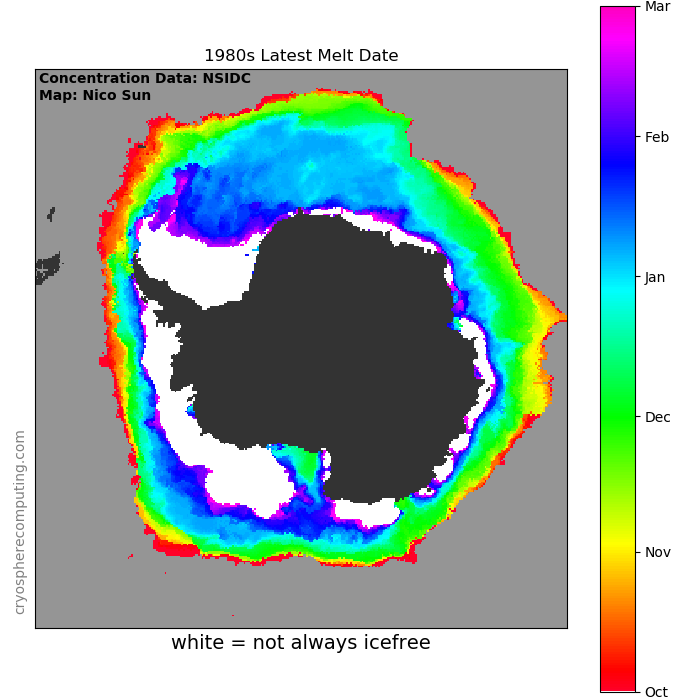 Mar
1980s Latest Melt Date
Concentration Data: NSIDC
Map: Nico Sun
Feb
Jan
Dec
Nov
Oct
cryospherecomputing.com
white = not always icefree